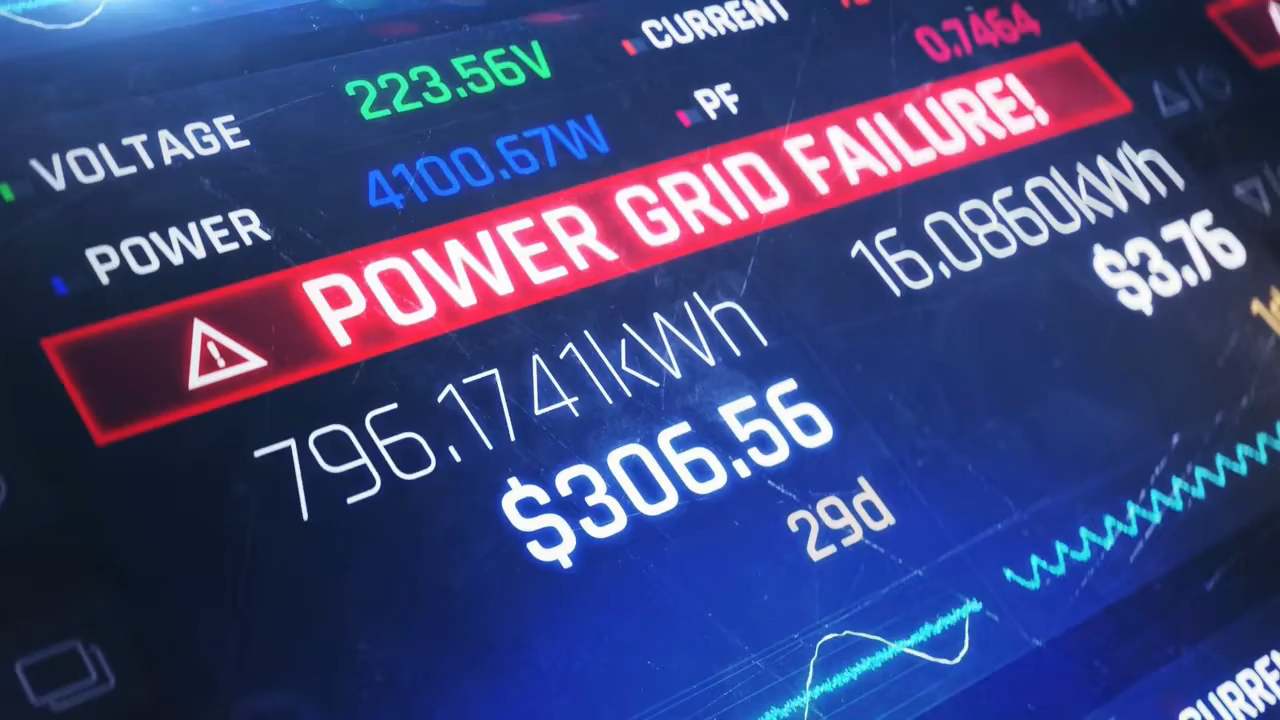 VOLTAGE 223.56V CURRENT
POWER 4100.67W PF 0.7464
POWER GRID FAILURE!
796.1741kWh 16.0860kWh
$306.56 $3.76
29d